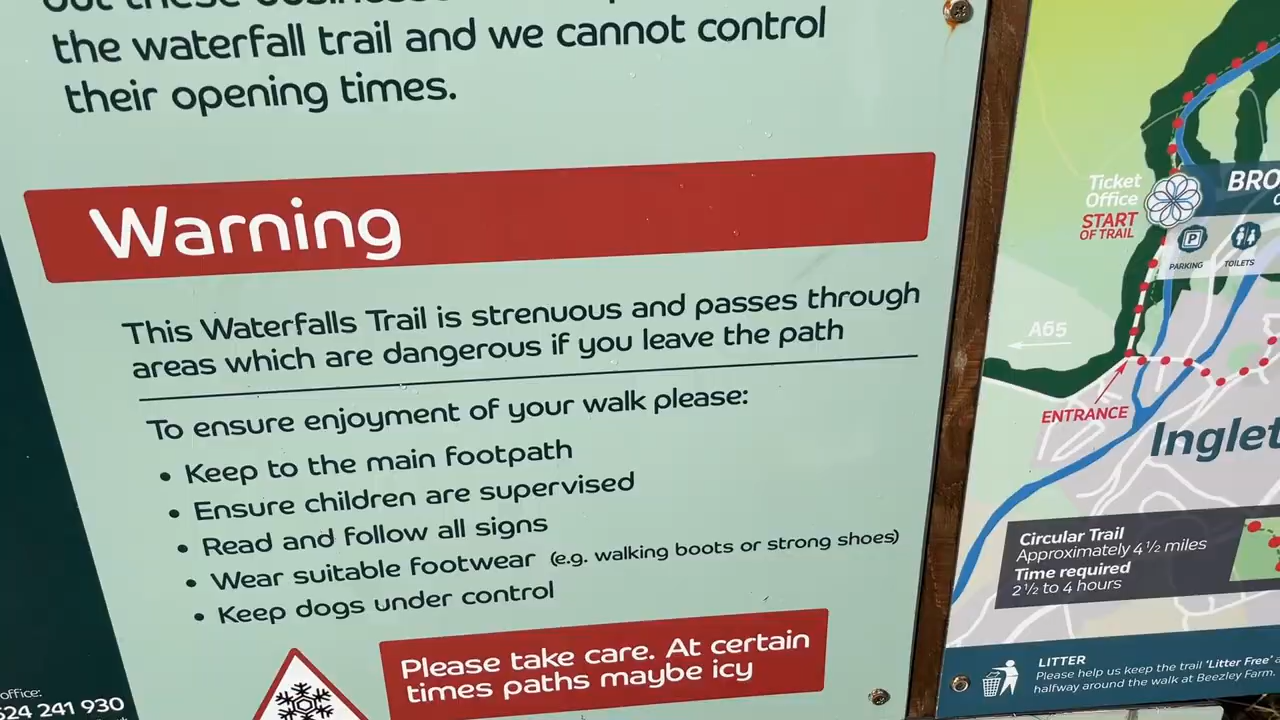 the waterfall trail and we cannot control
their opening times.
Warning
This Waterfalls Trail is strenuous and passes through
areas which are dangerous if you leave the path
To ensure enjoyment of your walk please:
• Keep to the main footpath
• Ensure children are supervised
• Read and follow all signs
• Wear suitable footwear (e.g. walking boots or strong shoes)
• Keep dogs under control
Please take care. At certain
times paths maybe icy
office:
524 241 930
Ticket
Office
START
OF TRAIL
BRO
P
PARKING
TOILETS
A65
ENTRANCE
Inglet
Circular Trail
Approximately 4 ½ miles
Time required
2 ½ to 4 hours
LITTER
Please help us keep the trail 'Litter Free'
halfway around the walk at Beezley Farm.